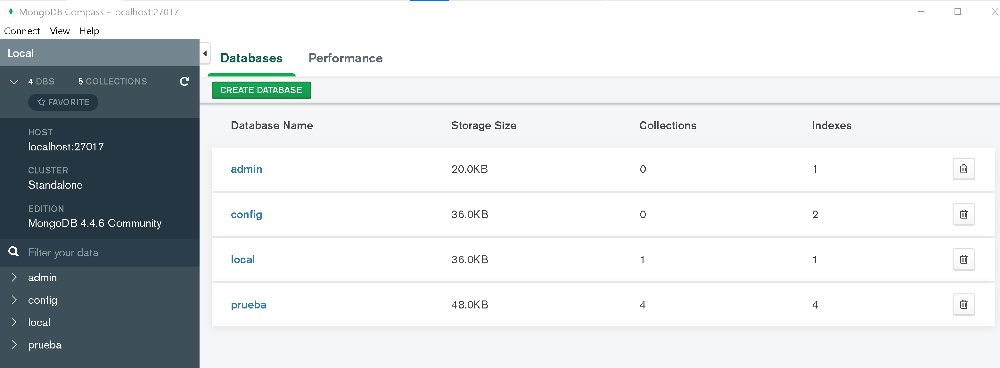 MongoDB Compass - localhost:27017
Connect View Help
Local
4 DBS 5 COLLECTIONS
FAVORITE
HOST
localhost:27017
CLUSTER
Standalone
EDITION
MongoDB 4.4.6 Community
Filter your data
admin
config
local
prueba
Databases Performance
CREATE DATABASE
Database Name Storage Size Collections Indexes
admin 20.0KB 0 1
config 36.0KB 0 2
local 36.0KB 1 1
prueba 48.0KB 4 4